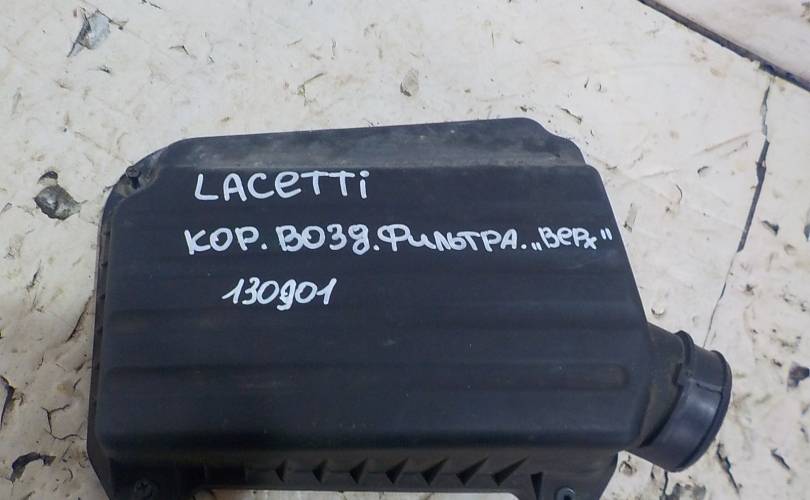 LACETTi
КОР. ВОЗД. ФИЛЬТРА. „ВЕРХ"
130901